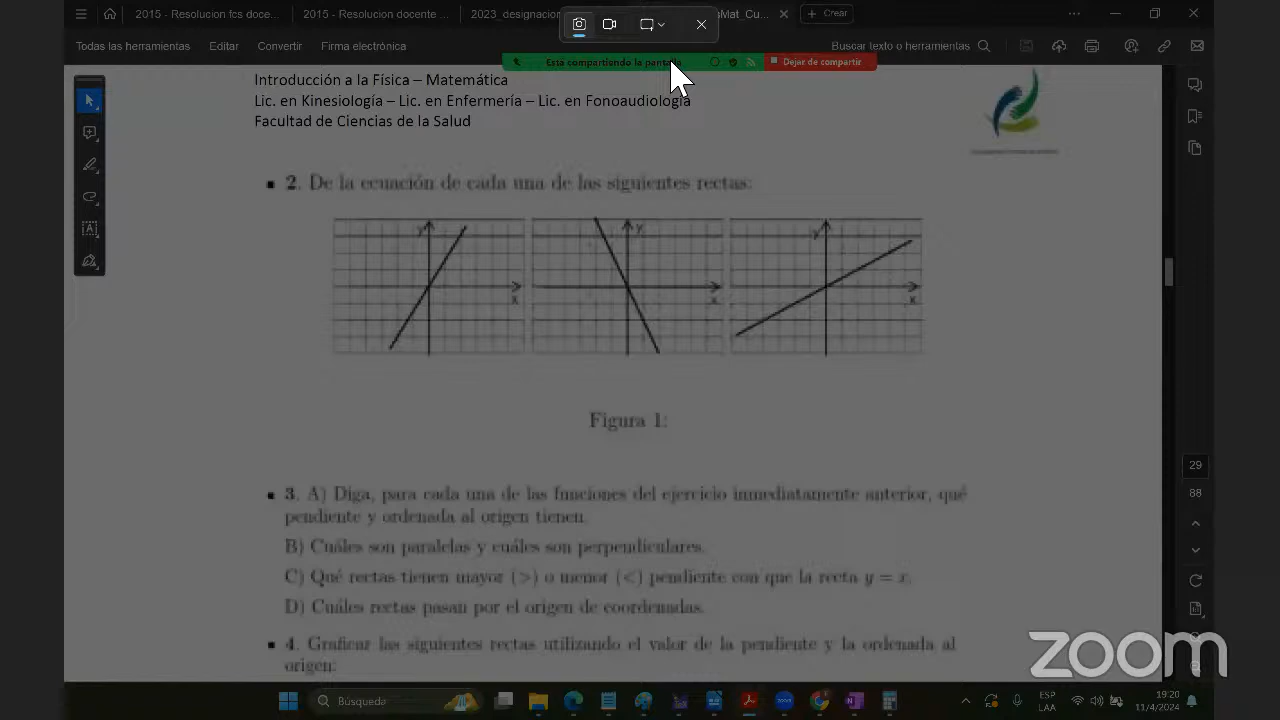 2015 - Resolucion fcs doce...
2015 - Resolucion docente ...
2023_designacion
Mat_Cu...
Crear
Todas las herramientas
Editar
Convertir
Firma electrónica
Buscar texto o herramientas
Está compartiendo la pantalla
Dejar de compartir
Introducción a la Física – Matemática
Lic. en Kinesiología – Lic. en Enfermería – Lic. en Fonoaudiología
Facultad de Ciencias de la Salud
2. De la ecuación de cada una de las siguientes rectas:
y
x
y
x
y
x
Figura 1:
3. A) Diga, para cada una de las funciones del ejercicio inmediatamente anterior, qué
pendiente y ordenada al origen tienen.
B) Cuáles son paralelas y cuáles son perpendiculares.
C) Qué rectas tienen mayor (>) o menor (<) pendiente con que la recta y = x.
D) Cuáles rectas pasan por el origen de coordenadas.
4. Graficar las siguientes rectas utilizando el valor de la pendiente y la ordenada al
origen:
29
88
zoom
Búsqueda
ESP
LAA
19:20
11/4/2024